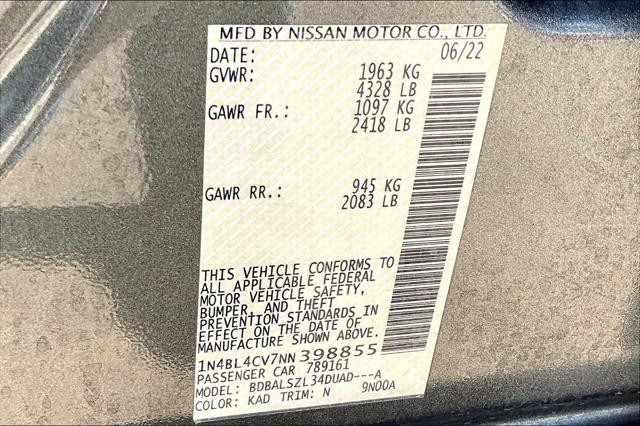 MFD BY NISSAN MOTOR CO., LTD.
DATE: 06/22
GVWR: 1963 KG
4328 LB
GAWR FR.: 1097 KG
2418 LB
GAWR RR.: 945 KG
2083 LB
THIS VEHICLE CONFORMS TO
ALL APPLICABLE FEDERAL
MOTOR VEHICLE SAFETY,
BUMPER, AND THEFT
PREVENTION STANDARDS IN
EFFECT ON THE DATE OF
MANUFACTURE SHOWN ABOVE.
1N4BL4CV7NN398855
PASSENGER CAR 789161
MODEL: BDBALSZL34DUAD---A
COLOR: KAD TRIM: N 9N00A